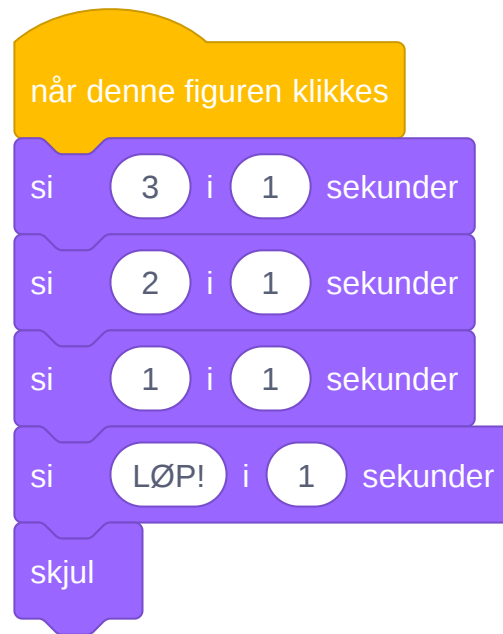 når denne figuren klikkes
si 3 i 1 sekunder
si 2 i 1 sekunder
si 1 i 1 sekunder
si LØP! i 1 sekunder
skjul